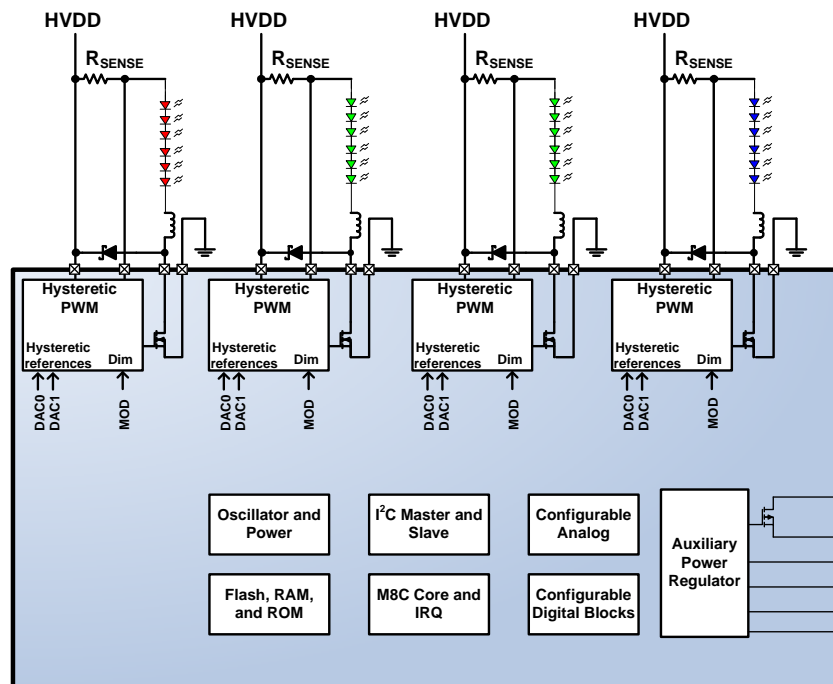 HVDD
HVDD
HVDD
HVDD
RSENSE
RSENSE
RSENSE
RSENSE
Hysteretic
PWM
Hysteretic
references
Dim
DAC0
DAC1
MOD
Hysteretic
PWM
Hysteretic
references
Dim
DAC0
DAC1
MOD
Hysteretic
PWM
Hysteretic
references
Dim
DAC0
DAC1
MOD
Hysteretic
PWM
Hysteretic
references
Dim
DAC0
DAC1
MOD
Oscillator and
Power
I²C Master and
Slave
Configurable
Analog
Auxiliary
Power
Regulator
Flash, RAM,
and ROM
M8C Core and
IRQ
Configurable
Digital Blocks